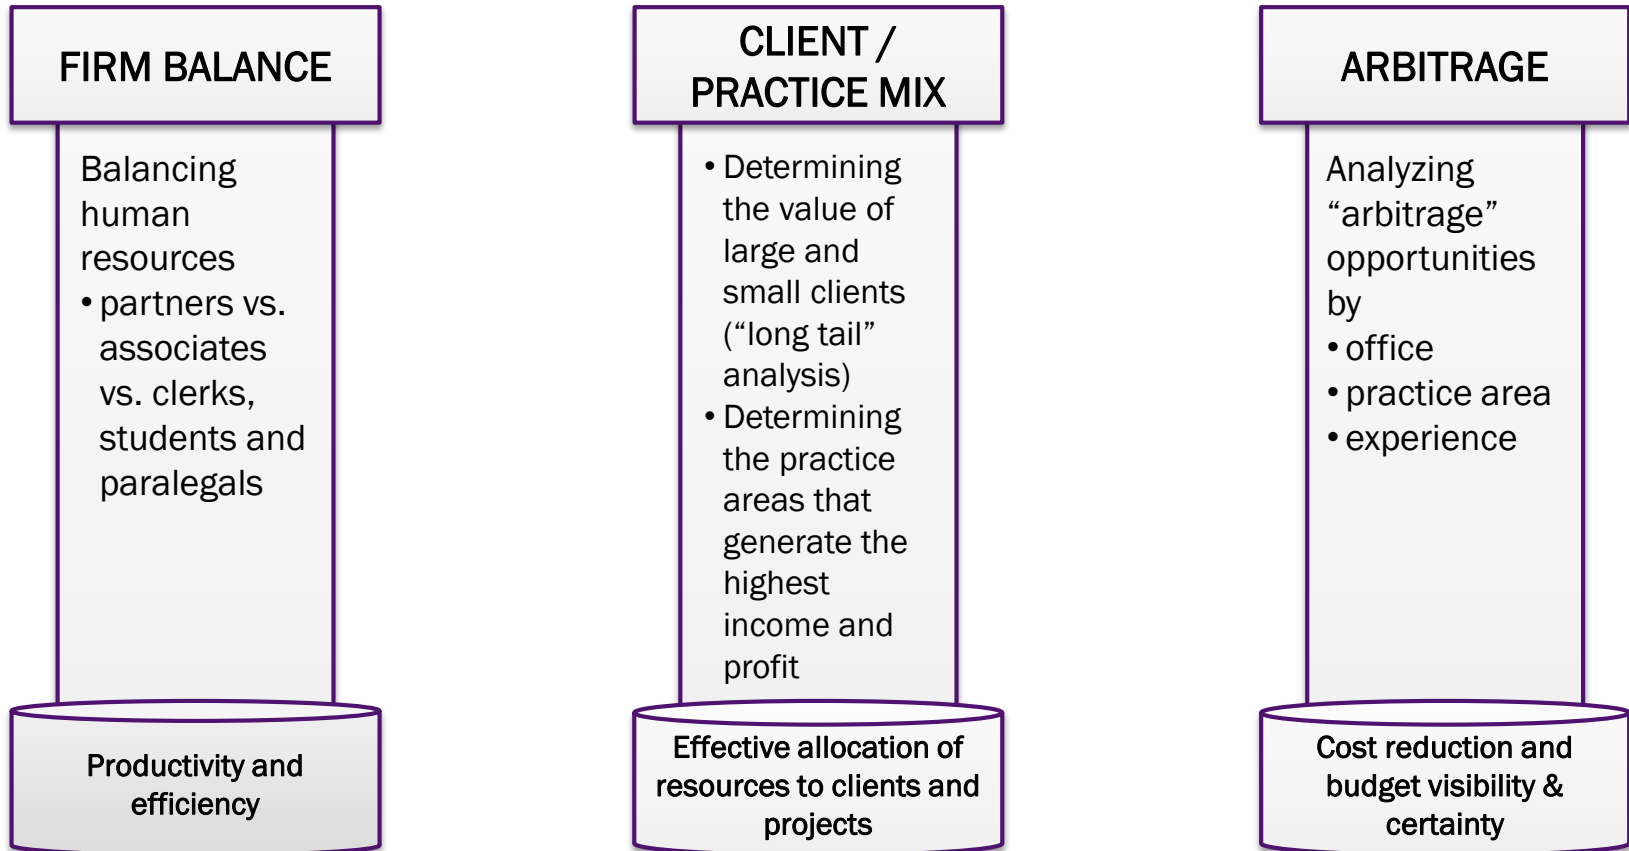 FIRM BALANCE
Balancing
human
resources
• partners vs.
associates
vs. clerks,
students and
paralegals
Productivity and
efficiency
CLIENT /
PRACTICE MIX
• Determining
the value of
large and
small clients
(“long tail”
analysis)
• Determining
the practice
areas that
generate the
highest
income and
profit
Effective allocation of
resources to clients and
projects
ARBITRAGE
Analyzing
“arbitrage”
opportunities
by
• office
• practice area
• experience
Cost reduction and
budget visibility &
certainty